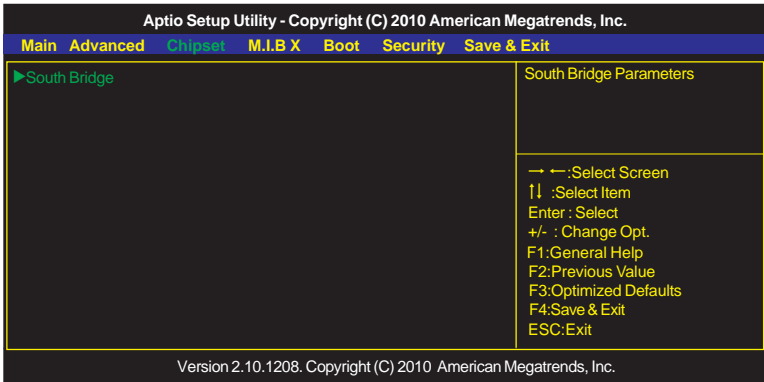 Aptio Setup Utility - Copyright (C) 2010 American Megatrends, Inc.
Main Advanced Chipset M.I.B X Boot Security Save & Exit
▶South Bridge
South Bridge Parameters
→ ←:Select Screen
↑↓ :Select Item
Enter : Select
+/- : Change Opt.
F1:General Help
F2:Previous Value
F3:Optimized Defaults
F4:Save & Exit
ESC:Exit
Version 2.10.1208. Copyright (C) 2010 American Megatrends, Inc.